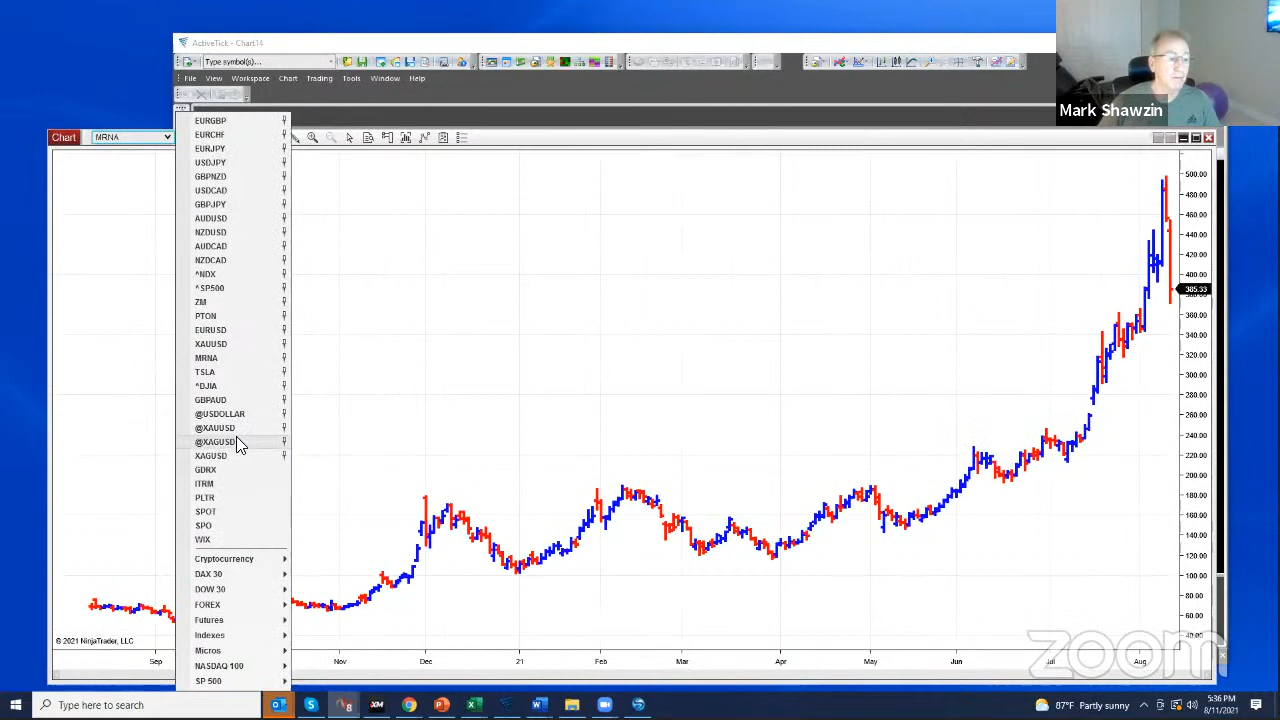 ActiveTick - Chart14
Type symbol(s)...
File View Workspace Chart Trading Tools Window Help
Mark Shawzin
Chart MRNA
EURGBP
EURCHF
EURJPY
USDJPY
GBPNZD
USDCAD
GBPJPY
AUDUSD
NZDUSD
AUDCAD
NZDCAD
^NDX
^SP500
ZM
PTON
EURUSD
XAUUSD
MRNA
TSLA
^DJIA
GBPAUD
@USDOLLAR
@XAUUSD
@XAGUSD
XAGUSD
GDRX
ITRM
PLTR
SPOT
SPO
WIX
Cryptocurrency
DAX 30
DOW 30
FOREX
Futures
Indexes
Micros
NASDAQ 100
SP 500
500.00
460.00
440.00
420.00
400.00
385.33
360.00
340.00
320.00
300.00
280.00
260.00
240.00
220.00
200.00
180.00
160.00
140.00
120.00
100.00
80.00
60.00
40.00
© 2021 NinjaTrader, LLC
Sep Nov Dec 21 Feb Mar Apr May Jun Jul Aug
zoom
Type here to search
87°F Partly sunny
5:36 PM
8/11/2021